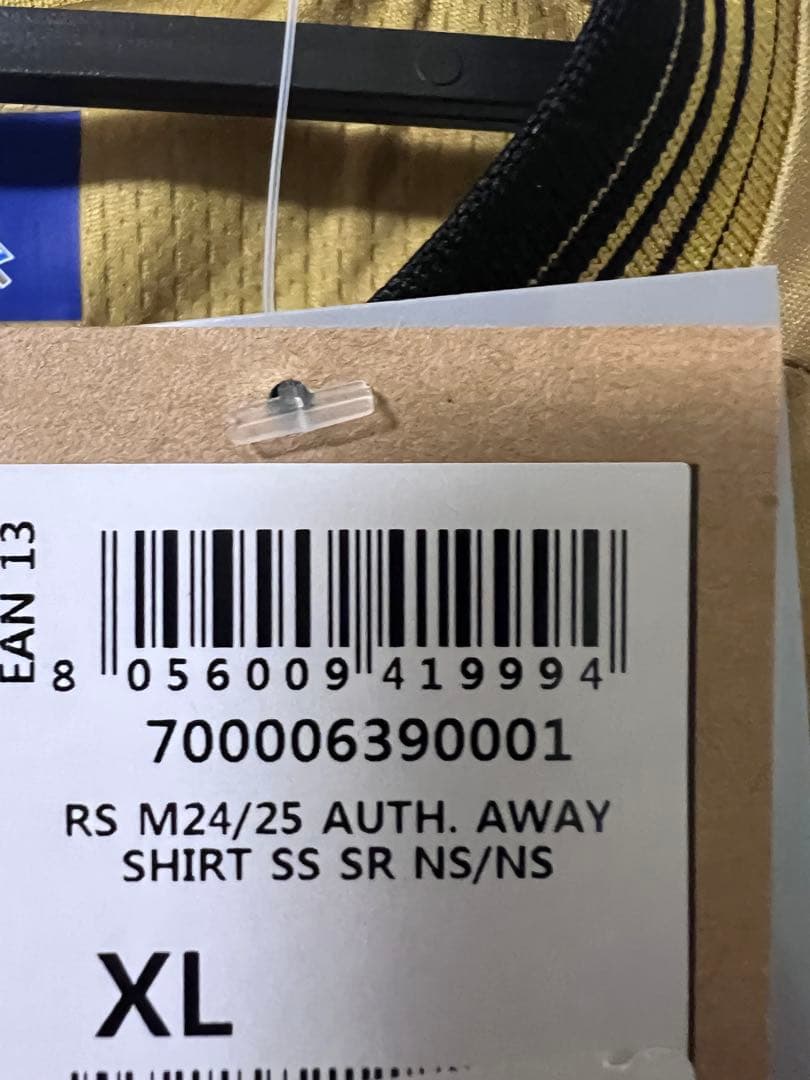 EAN 13
8 056009 419994
700006390001
RS M24/25 AUTH. AWAY
SHIRT SS SR NS/NS
XL